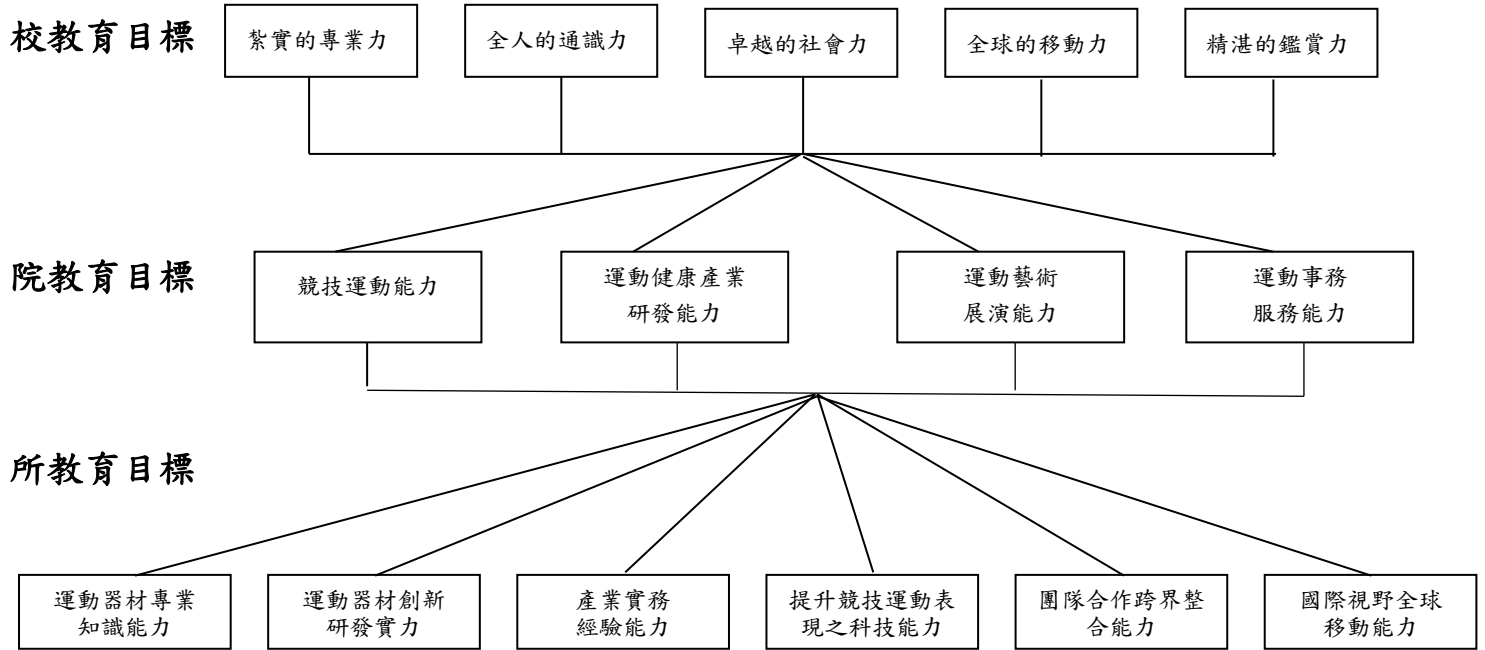 校教育目標
紮實的專業力
全人的通識力
卓越的社會力
全球的移動力
精湛的鑑賞力
院教育目標
競技運動能力
運動健康產業
研發能力
運動藝術
展演能力
運動事務
服務能力
所教育目標
運動器材專業
知識能力
運動器材創新
研發實力
產業實務
經驗能力
提升競技運動表
現之科技能力
團隊合作跨界整
合能力
國際視野全球
移動能力